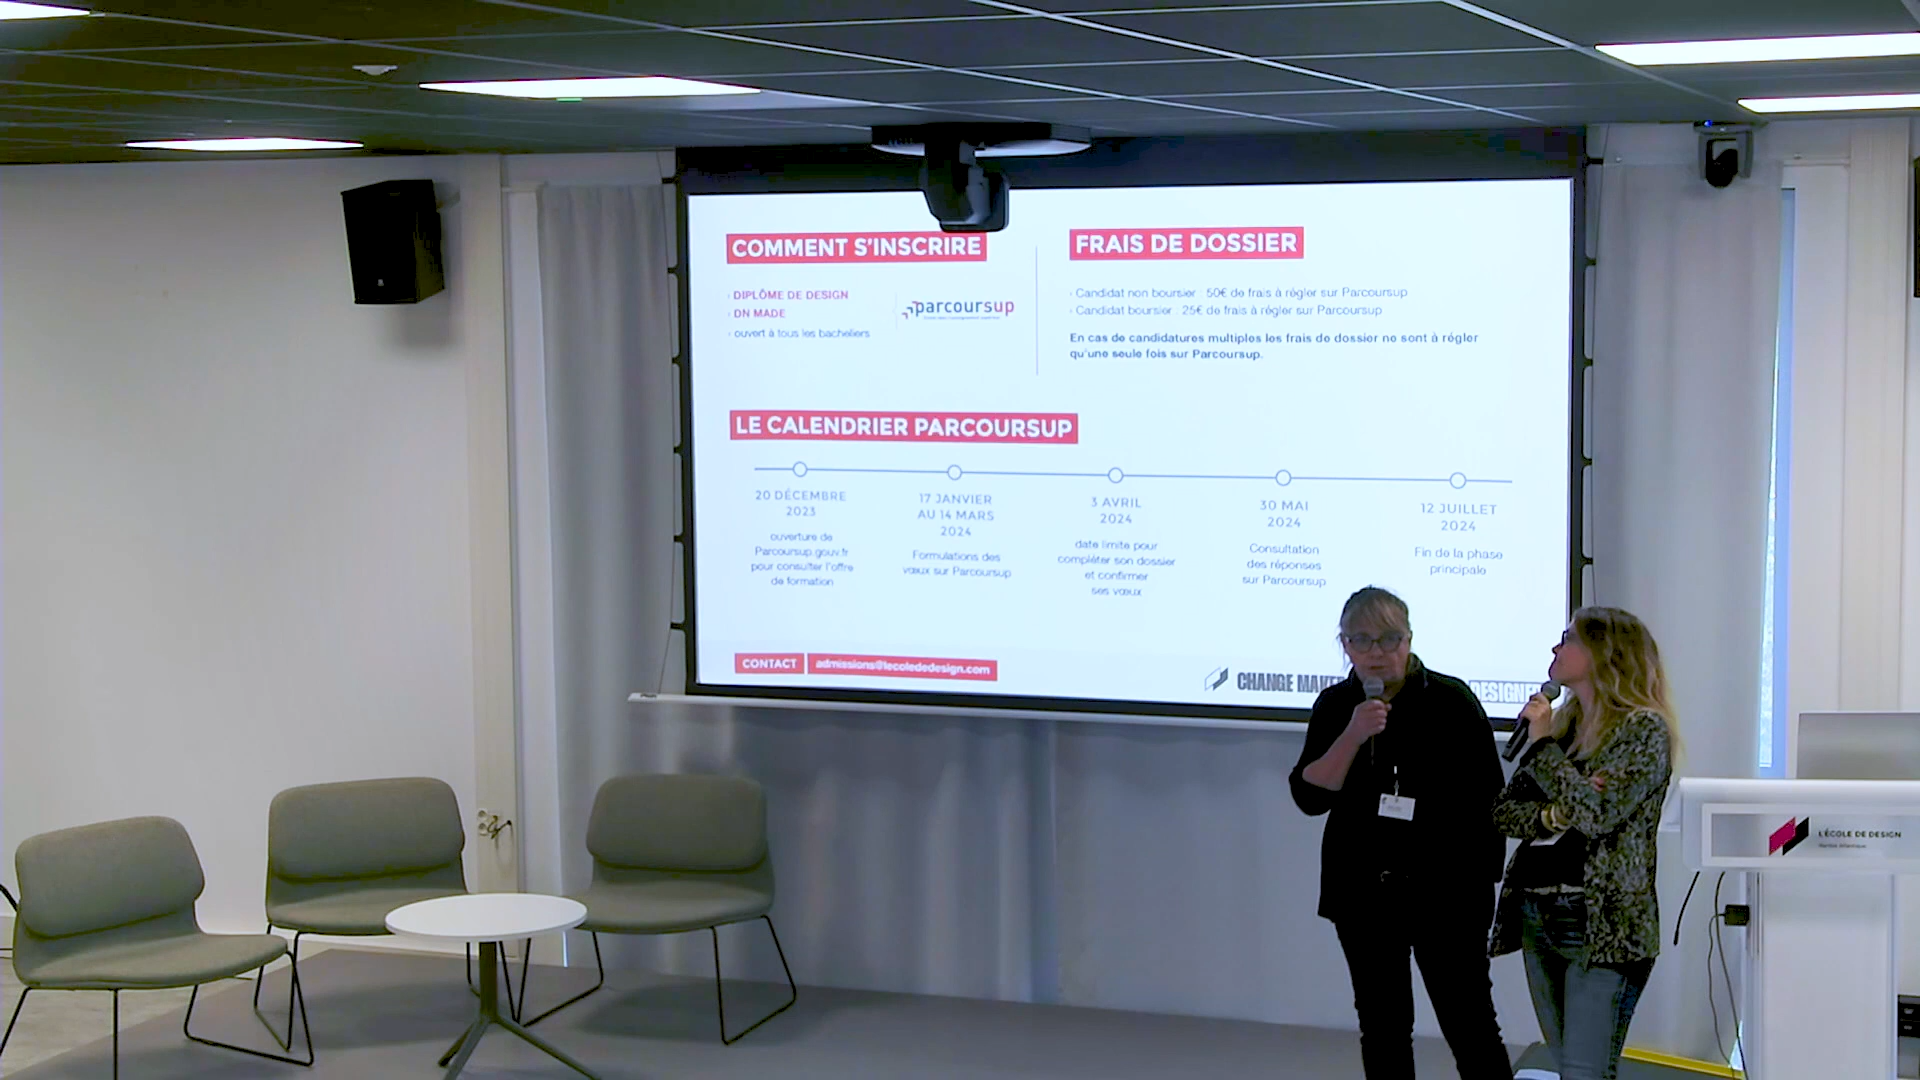 COMMENT S'INSCRIRE
- DIPLÔME DE DESIGN
- DN MADE
- ouvert à tous les bacheliers
parcoursup
FRAIS DE DOSSIER
- Candidat non boursier : 50€ de frais à régler sur Parcoursup
- Candidat boursier : 25€ de frais à régler sur Parcoursup
En cas de candidatures multiples les frais de dossier ne sont à régler
qu'une seule fois sur Parcoursup.
LE CALENDRIER PARCOURSUP
20 DÉCEMBRE
2023
ouverture de
Parcoursup.gouv.fr
pour consulter l'offre
de formation
17 JANVIER
AU 14 MARS
2024
Formulations des
vœux sur Parcoursup
3 AVRIL
2024
date limite pour
compléter son dossier
et confirmer
ses vœux
30 MAI
2024
Consultation
des réponses
sur Parcoursup
12 JUILLET
2024
Fin de la phase
principale
CONTACT
admissions@lecolededesign.com
CHANGE
L'ÉCOLE DE DESIGN
Nantes Atlantique